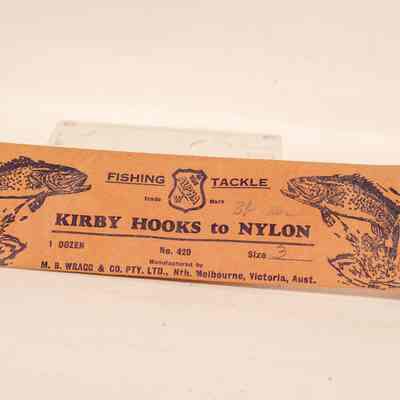 FISHING TACKLE
Trade Mark
KIRBY HOOKS to NYLON
1 DOZEN No. 420 Size 3
Manufactured by
M. B. WRAGG & CO. PTY. LTD., Nth. Melbourne, Victoria, Aust.